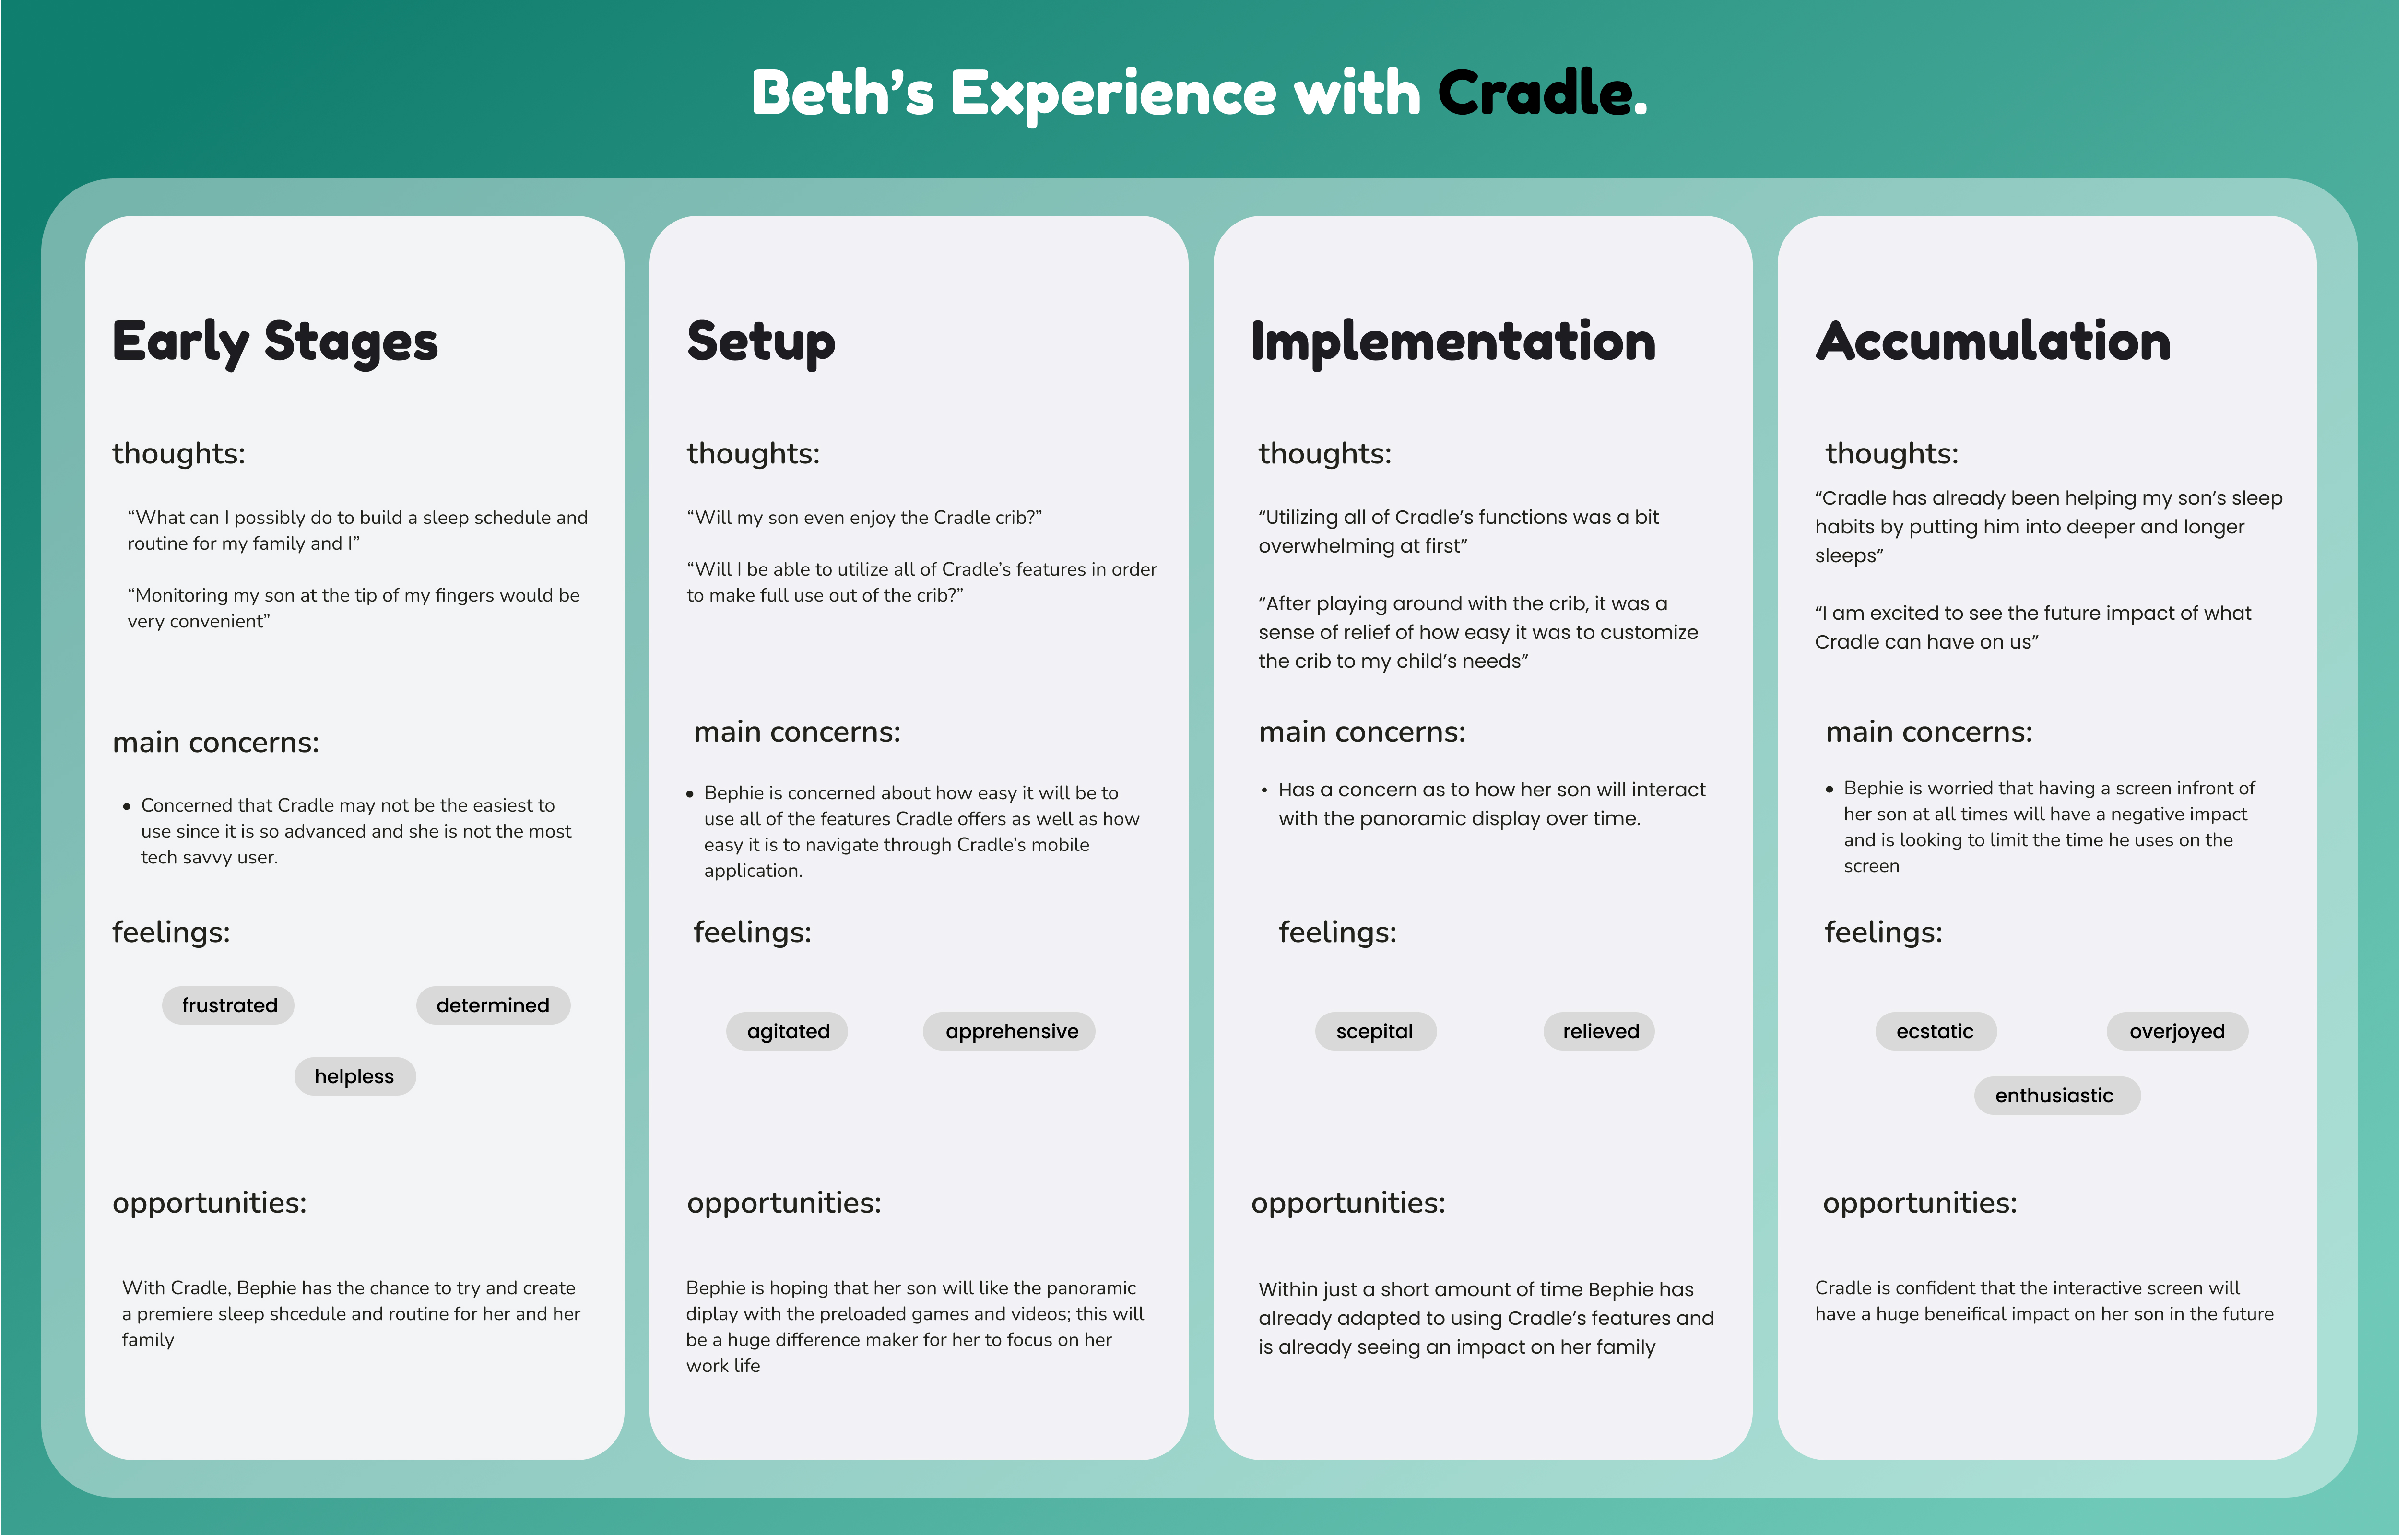 Beth’s Experience with Cradle.
Early Stages
thoughts:
“What can I possibly do to build a sleep schedule and
routine for my family and I”
“Monitoring my son at the tip of my fingers would be
very convenient”
main concerns:
• Concerned that Cradle may not be the easiest to
use since it is so advanced and she is not the most
tech savvy user.
feelings:
frustrated
determined
helpless
opportunities:
With Cradle, Bephie has the chance to try and create
a premiere sleep shcedule and routine for her and her
family
Setup
thoughts:
“Will my son even enjoy the Cradle crib?”
“Will I be able to utilize all of Cradle’s features in order
to make full use out of the crib?”
main concerns:
• Bephie is concerned about how easy it will be to
use all of the features Cradle offers as well as how
easy it is to navigate through Cradle’s mobile
application.
feelings:
agitated
apprehensive
opportunities:
Bephie is hoping that her son will like the panoramic
diplay with the preloaded games and videos; this will
be a huge difference maker for her to focus on her
work life
Implementation
thoughts:
“Utilizing all of Cradle’s functions was a bit
overwhelming at first”
“After playing around with the crib, it was a
sense of relief of how easy it was to customize
the crib to my child’s needs”
main concerns:
• Has a concern as to how her son will interact
with the panoramic display over time.
feelings:
scepital
relieved
opportunities:
Within just a short amount of time Bephie has
already adapted to using Cradle’s features and
is already seeing an impact on her family
Accumulation
thoughts:
“Cradle has already been helping my son’s sleep
habits by putting him into deeper and longer
sleeps”
“I am excited to see the future impact of what
Cradle can have on us”
main concerns:
• Bephie is worried that having a screen infront of
her son at all times will have a negative impact
and is looking to limit the time he uses on the
screen
feelings:
ecstatic
overjoyed
enthusiastic
opportunities:
Cradle is confident that the interactive screen will
have a huge beneifical impact on her son in the future